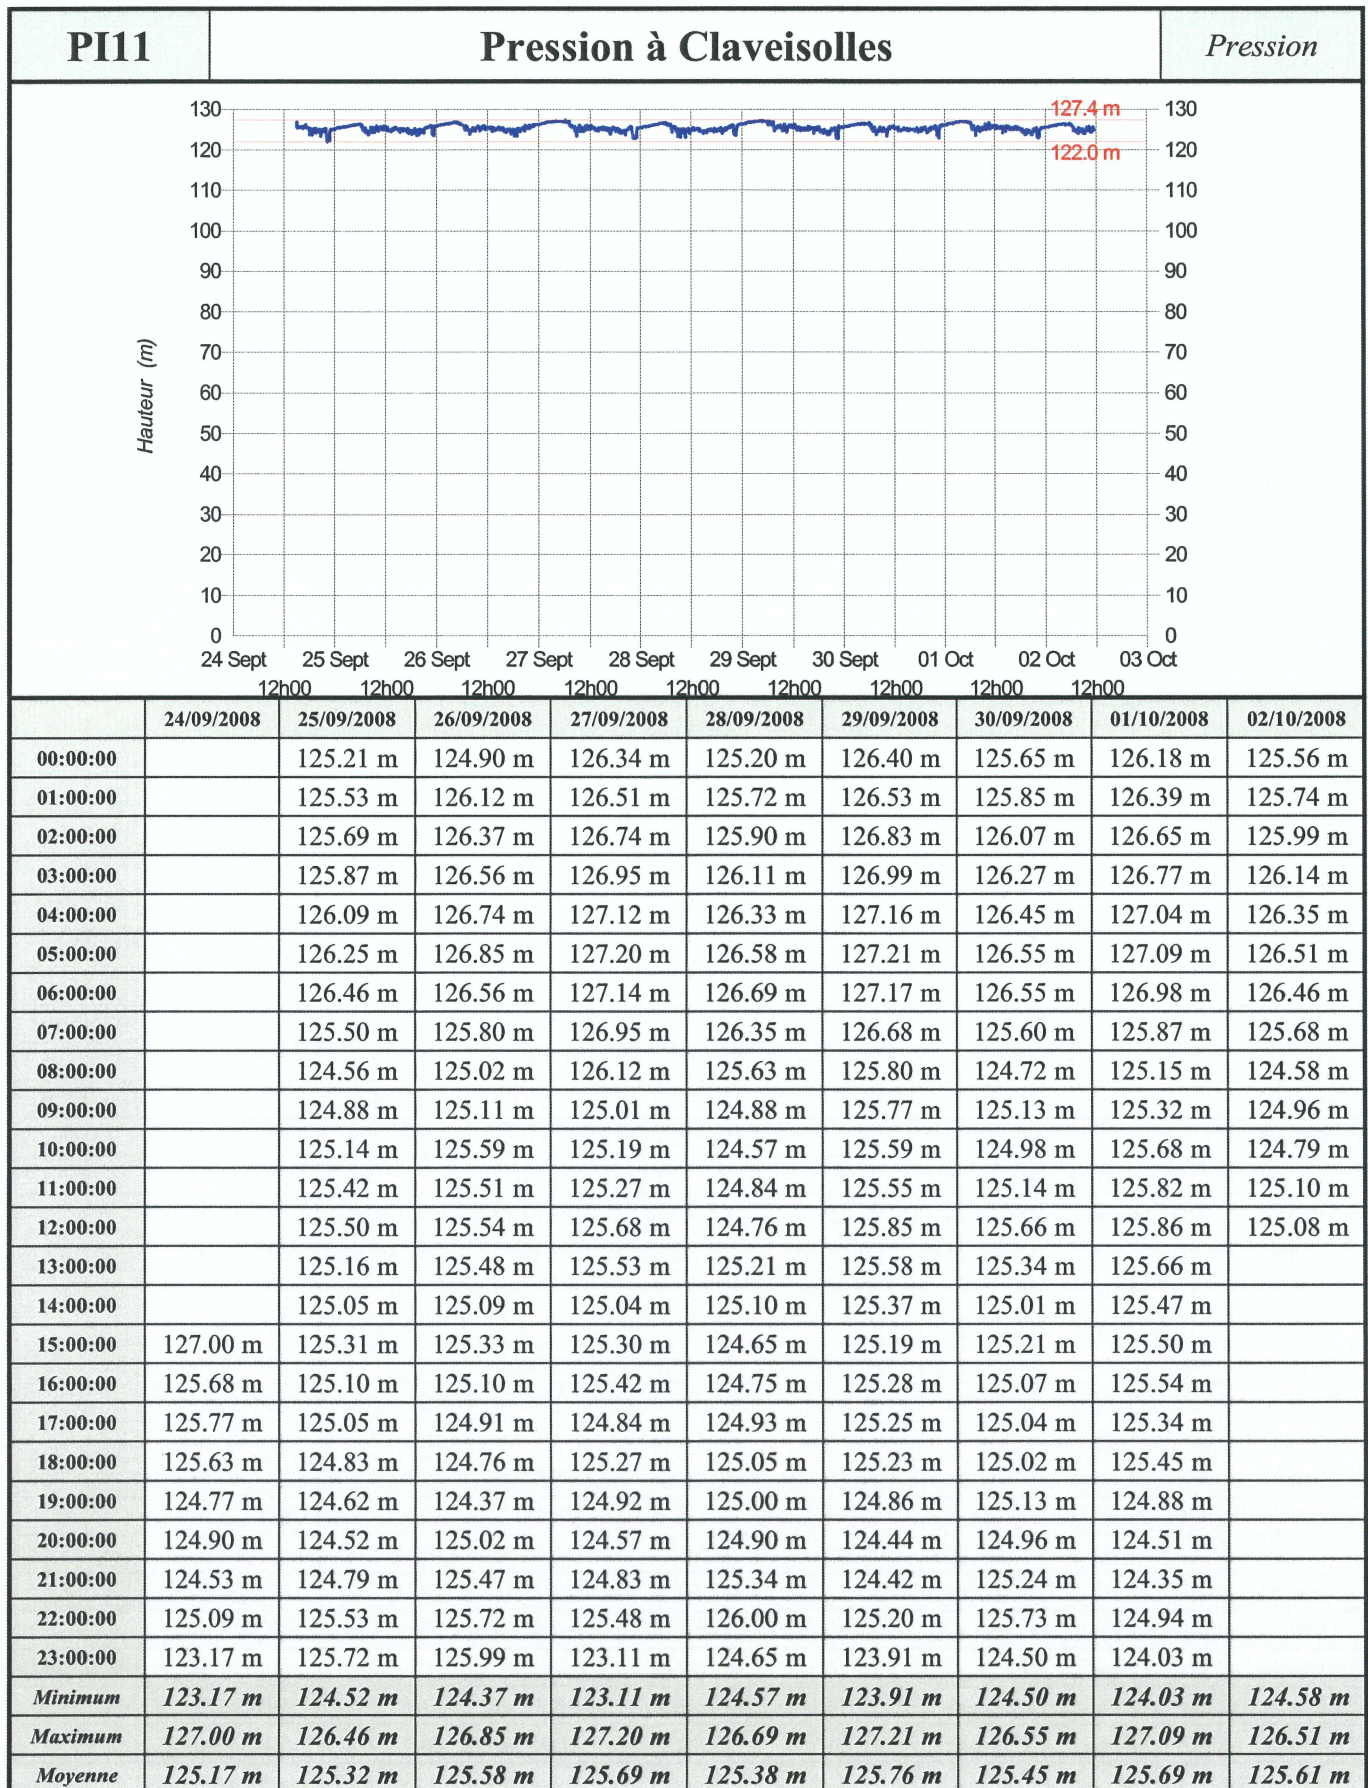 PI11 Pression à Claveisolles Pression
130 127.4 m 130
120 122.0 m 120
110 110
100 100
90 90
80 80
70 70
60 60
50 50
40 40
30 30
20 20
10 10
0 0
Hauteur (m)
24 Sept 25 Sept 26 Sept 27 Sept 28 Sept 29 Sept 30 Sept 01 Oct 02 Oct 03 Oct
12h00 12h00 12h00 12h00 12h00 12h00 12h00 12h00 12h00
24/09/2008 25/09/2008 26/09/2008 27/09/2008 28/09/2008 29/09/2008 30/09/2008 01/10/2008 02/10/2008
00:00:00 125.21 m 124.90 m 126.34 m 125.20 m 126.40 m 125.65 m 126.18 m 125.56 m
01:00:00 125.53 m 126.12 m 126.51 m 125.72 m 126.53 m 125.85 m 126.39 m 125.74 m
02:00:00 125.69 m 126.37 m 126.74 m 125.90 m 126.83 m 126.07 m 126.65 m 125.99 m
03:00:00 125.87 m 126.56 m 126.95 m 126.11 m 126.99 m 126.27 m 126.77 m 126.14 m
04:00:00 126.09 m 126.74 m 127.12 m 126.33 m 127.16 m 126.45 m 127.04 m 126.35 m
05:00:00 126.25 m 126.85 m 127.20 m 126.58 m 127.21 m 126.55 m 127.09 m 126.51 m
06:00:00 126.46 m 126.56 m 127.14 m 126.69 m 127.17 m 126.55 m 126.98 m 126.46 m
07:00:00 125.50 m 125.80 m 126.95 m 126.35 m 126.68 m 125.60 m 125.87 m 125.68 m
08:00:00 124.56 m 125.02 m 126.12 m 125.63 m 125.80 m 124.72 m 125.15 m 124.58 m
09:00:00 124.88 m 125.11 m 125.01 m 124.88 m 125.77 m 125.13 m 125.32 m 124.96 m
10:00:00 125.14 m 125.59 m 125.19 m 124.57 m 125.59 m 124.98 m 125.68 m 124.79 m
11:00:00 125.42 m 125.51 m 125.27 m 124.84 m 125.55 m 125.14 m 125.82 m 125.10 m
12:00:00 125.50 m 125.54 m 125.68 m 124.76 m 125.85 m 125.66 m 125.86 m 125.08 m
13:00:00 125.16 m 125.48 m 125.53 m 125.21 m 125.58 m 125.34 m 125.66 m
14:00:00 125.05 m 125.09 m 125.04 m 125.10 m 125.37 m 125.01 m 125.47 m
15:00:00 127.00 m 125.31 m 125.33 m 125.30 m 124.65 m 125.19 m 125.21 m 125.50 m
16:00:00 125.68 m 125.10 m 125.10 m 125.42 m 124.75 m 125.28 m 125.07 m 125.54 m
17:00:00 125.77 m 125.05 m 124.91 m 124.84 m 124.93 m 125.25 m 125.04 m 125.34 m
18:00:00 125.63 m 124.83 m 124.76 m 125.27 m 125.05 m 125.23 m 125.02 m 125.45 m
19:00:00 124.77 m 124.62 m 124.37 m 124.92 m 125.00 m 124.86 m 125.13 m 124.88 m
20:00:00 124.90 m 124.52 m 125.02 m 124.57 m 124.90 m 124.44 m 124.96 m 124.51 m
21:00:00 124.53 m 124.79 m 125.47 m 124.83 m 125.34 m 124.42 m 125.24 m 124.35 m
22:00:00 125.09 m 125.53 m 125.72 m 125.48 m 126.00 m 125.20 m 125.73 m 124.94 m
23:00:00 123.17 m 125.72 m 125.99 m 123.11 m 124.65 m 123.91 m 124.50 m 124.03 m
Minimum 123.17 m 124.52 m 124.37 m 123.11 m 124.57 m 123.91 m 124.50 m 124.03 m 124.58 m
Maximum 127.00 m 126.46 m 126.85 m 127.20 m 126.69 m 127.21 m 126.55 m 127.09 m 126.51 m
Moyenne 125.17 m 125.32 m 125.58 m 125.69 m 125.38 m 125.76 m 125.45 m 125.69 m 125.61 m